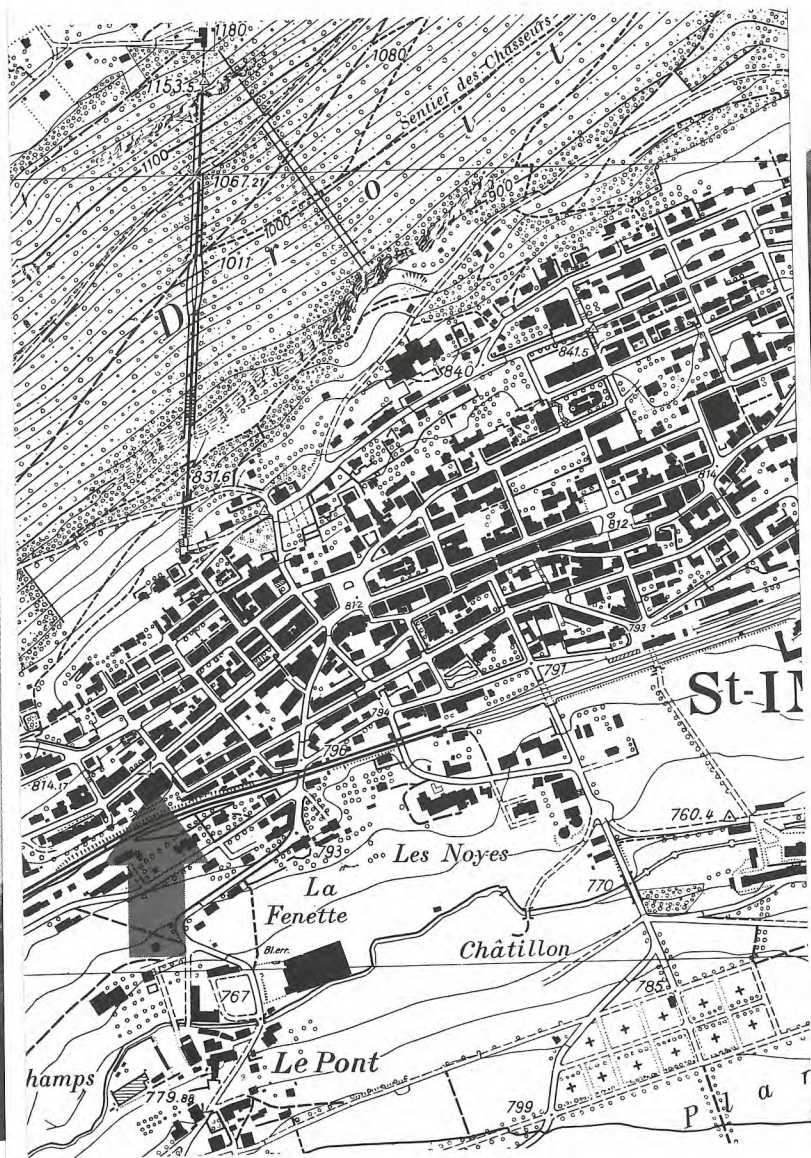 1180
1080
1153.5
Sentier des Chasseurs
1100
1067.21
900
1000
1011
D r o i t
840
841.5
831.6
814
812
812
793
791
St-I
794
796
814.17
760.4
793
Les Noyes
La
Fenette
770
Châtillon
Bl.err.
767
785
Le Pont
hamps
779.88
799
P l a